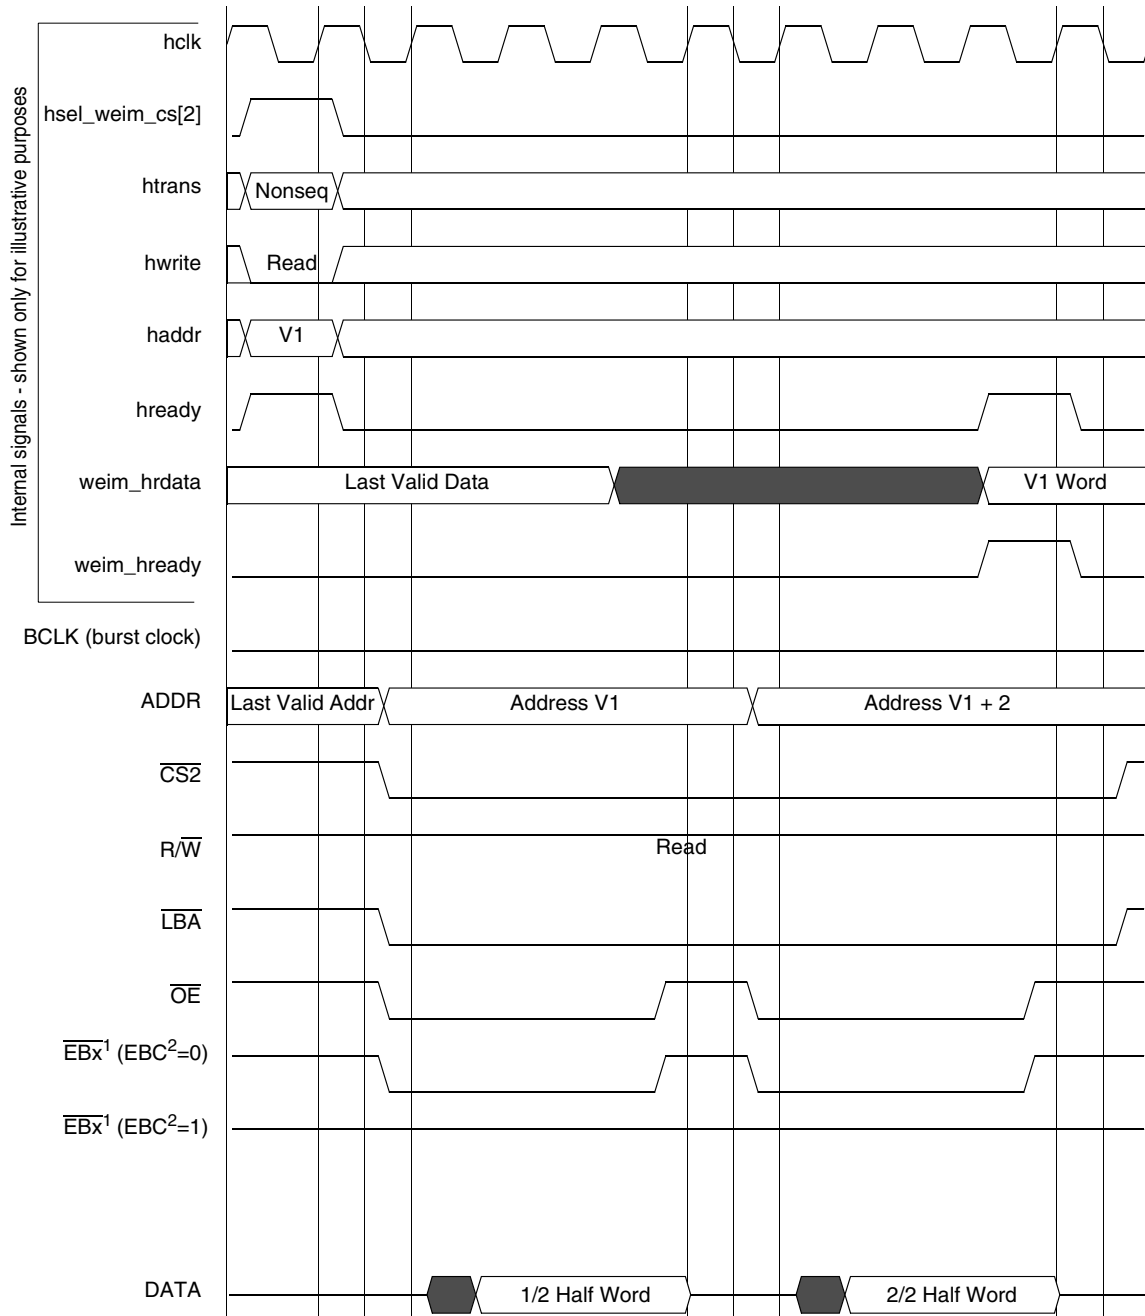 Internal signals - shown only for illustrative purposes
hclk
hsel_weim_cs[2]
htrans Nonseq
hwrite Read
haddr V1
hready
weim_hrdata Last Valid Data V1 Word
weim_hready
BCLK (burst clock)
ADDR Last Valid Addr Address V1 Address V1 + 2
CS2
R/W Read
LBA
OE
EBx¹ (EBC²=0)
EBx¹ (EBC²=1)
DATA 1/2 Half Word 2/2 Half Word